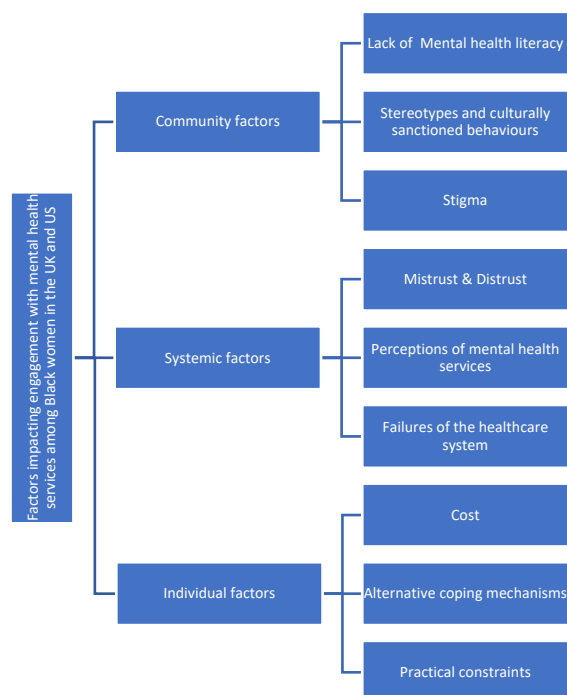 Factors impacting engagement with mental health
services among Black women in the UK and US
Community factors
Lack of Mental health literacy
Stereotypes and culturally
sanctioned behaviours
Stigma
Systemic factors
Mistrust & Distrust
Perceptions of mental health
services
Failures of the healthcare
system
Individual factors
Cost
Alternative coping mechanisms
Practical constraints